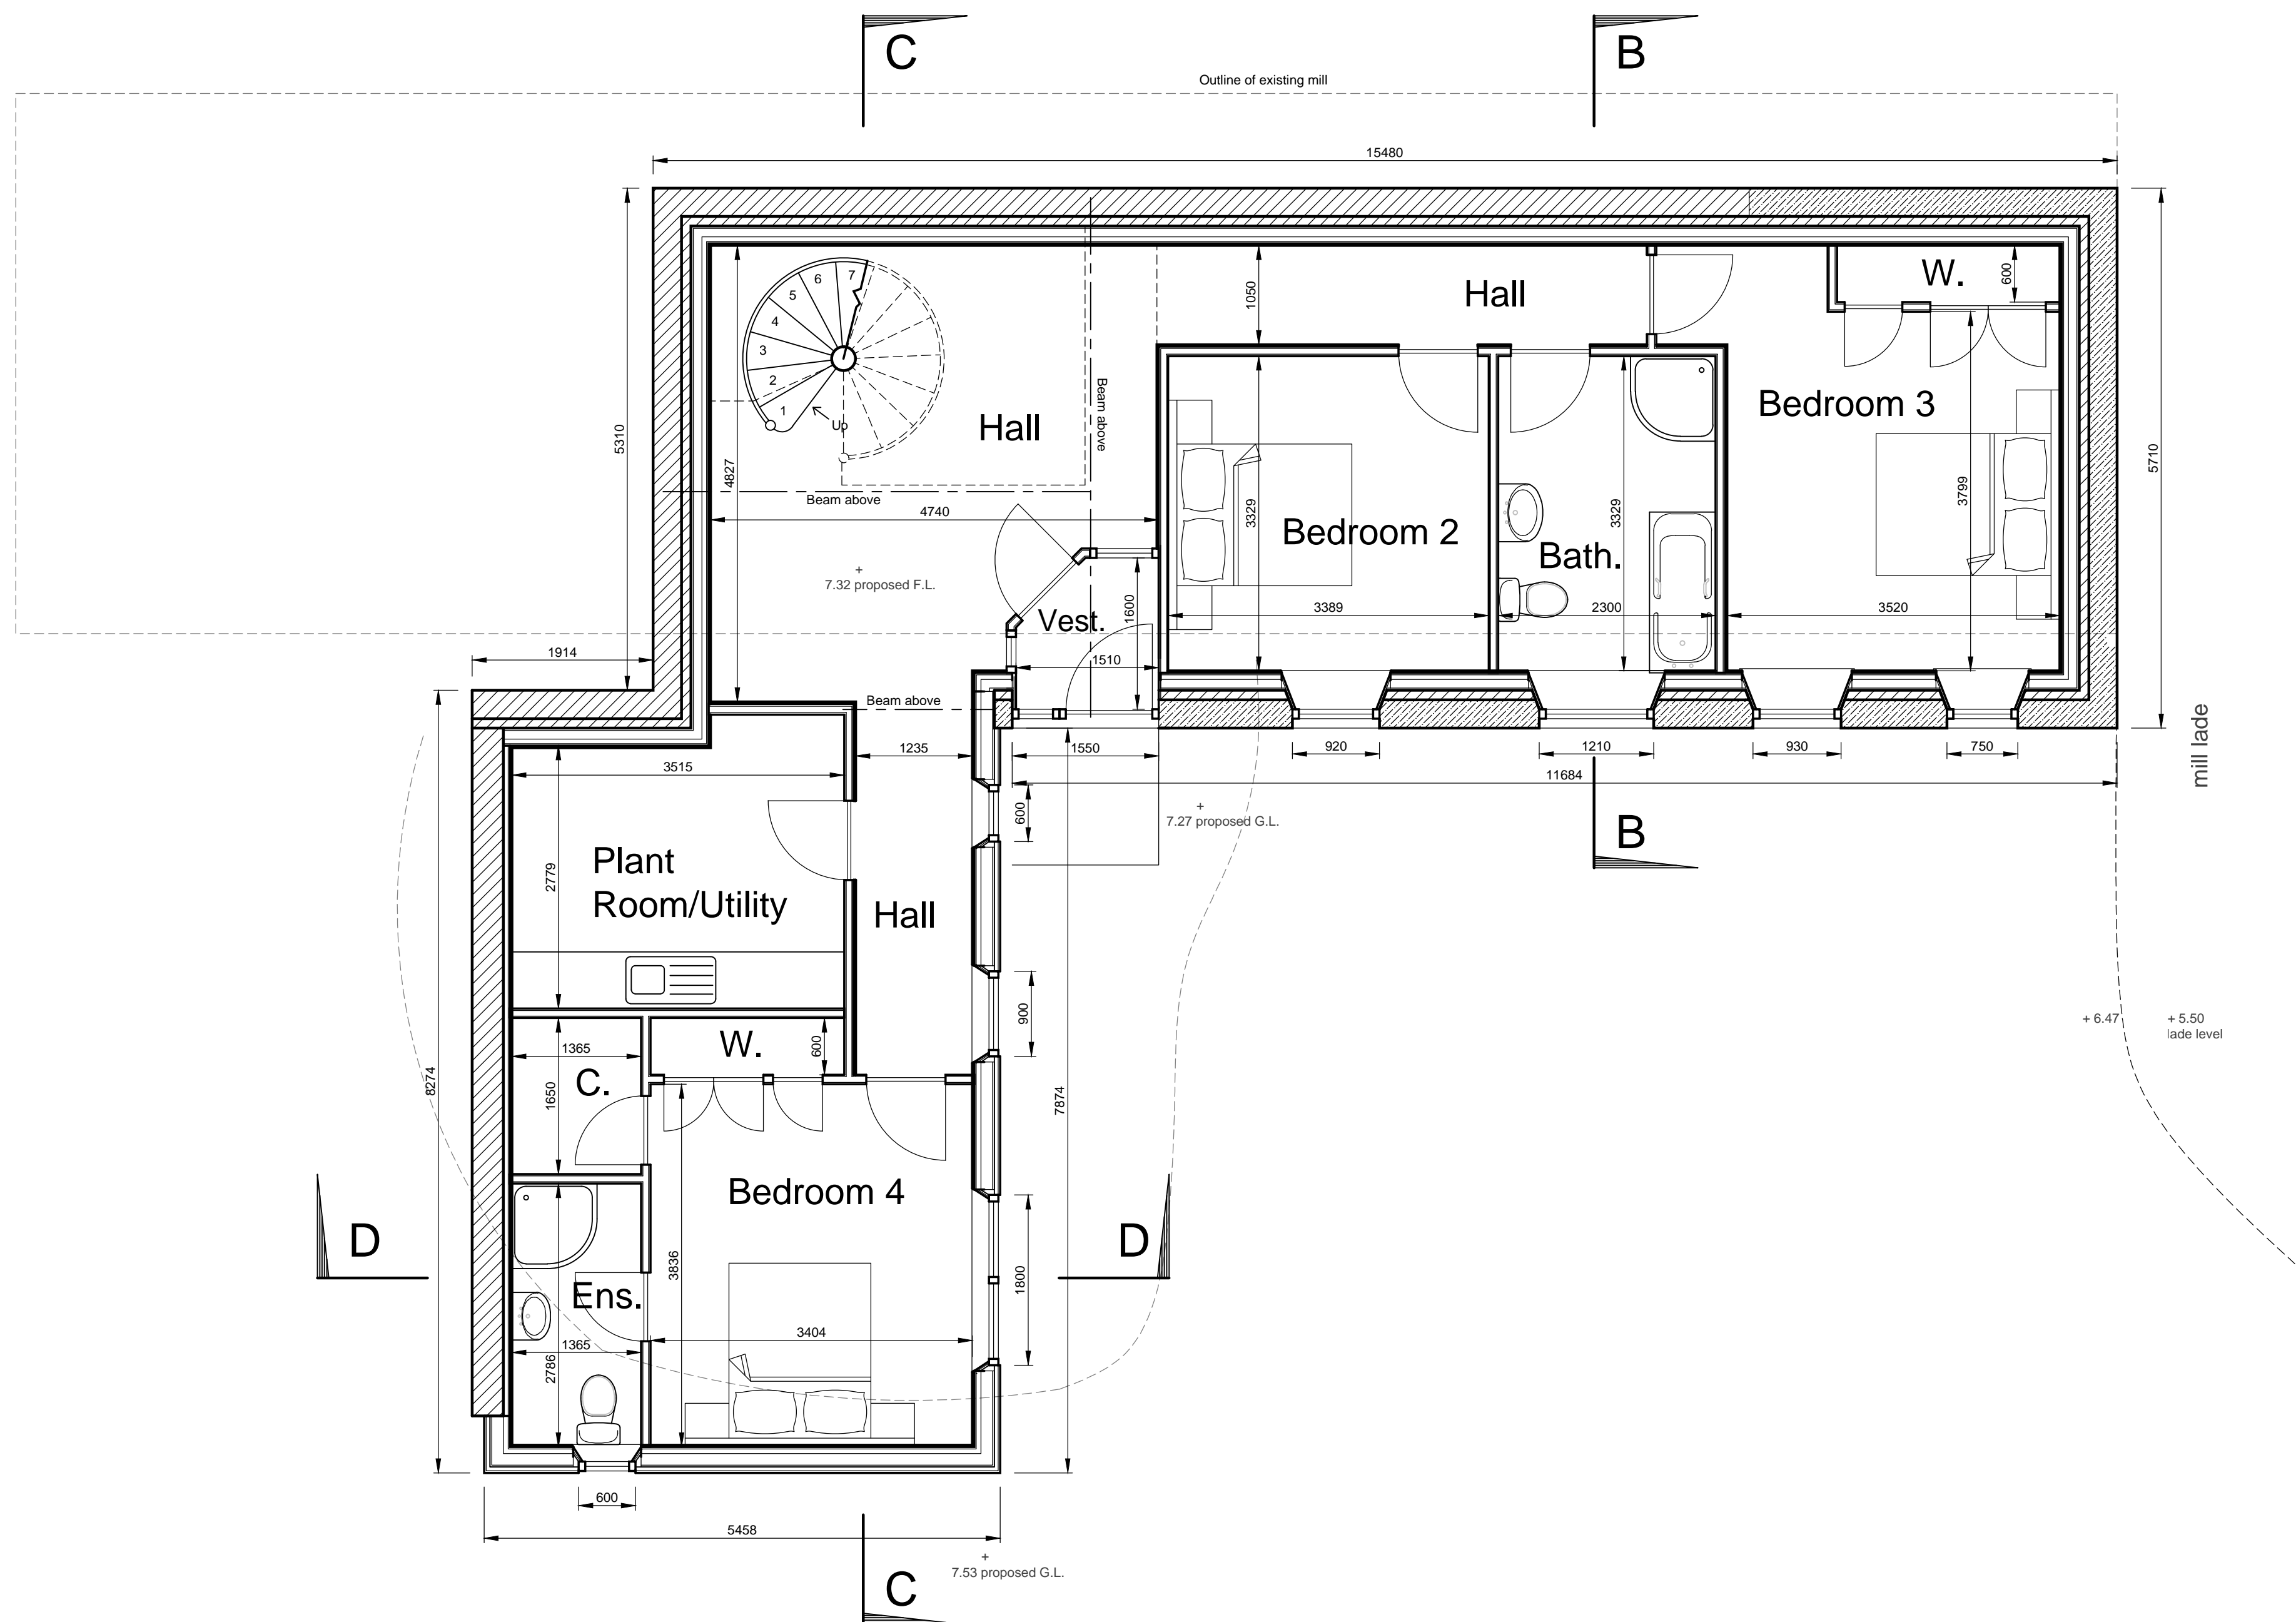 C
B
Outline of existing mill
15480
W.
600
1050
Hall
7
6
5
4
3
2
1
Up
Hall
Beam above
Bedroom 3
5310
4827
5710
Beam above
4740
3329
3329
3799
Bedroom 2
Bath.
+
7.32 proposed F.L.
Vest.
1600
3389
2300
3520
1914
1510
Beam above
mill lade
1235
1550
920
1210
930
750
3515
11684
600
+
7.27 proposed G.L.
B
Plant
Room/Utility
2779
Hall
900
+ 6.47
+ 5.50
lade level
W.
600
1365
C.
1650
8274
7874
Bedroom 4
D
D
3836
1800
Ens.
3404
1365
2786
600
5458
+
7.53 proposed G.L.
C